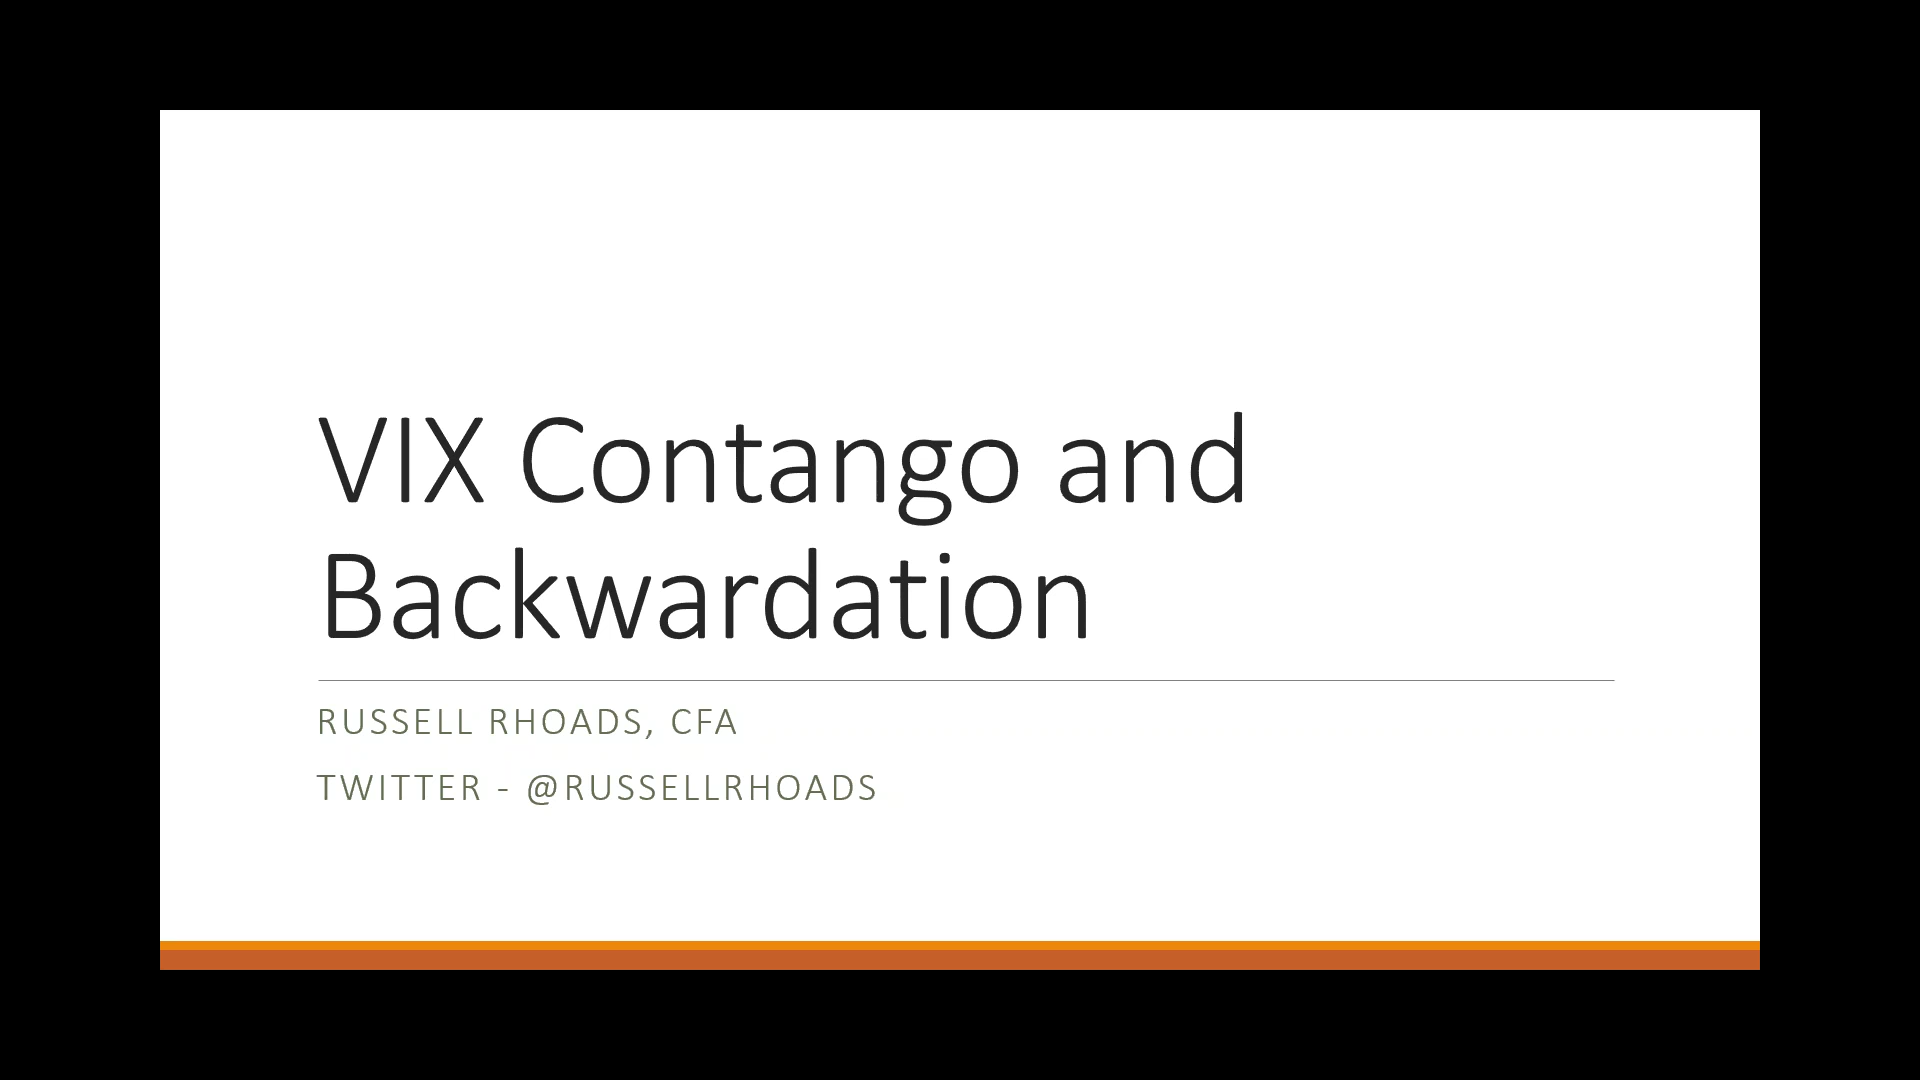 VIX Contango and
Backwardation
RUSSELL RHOADS, CFA
TWITTER - @RUSSELLRHOADS